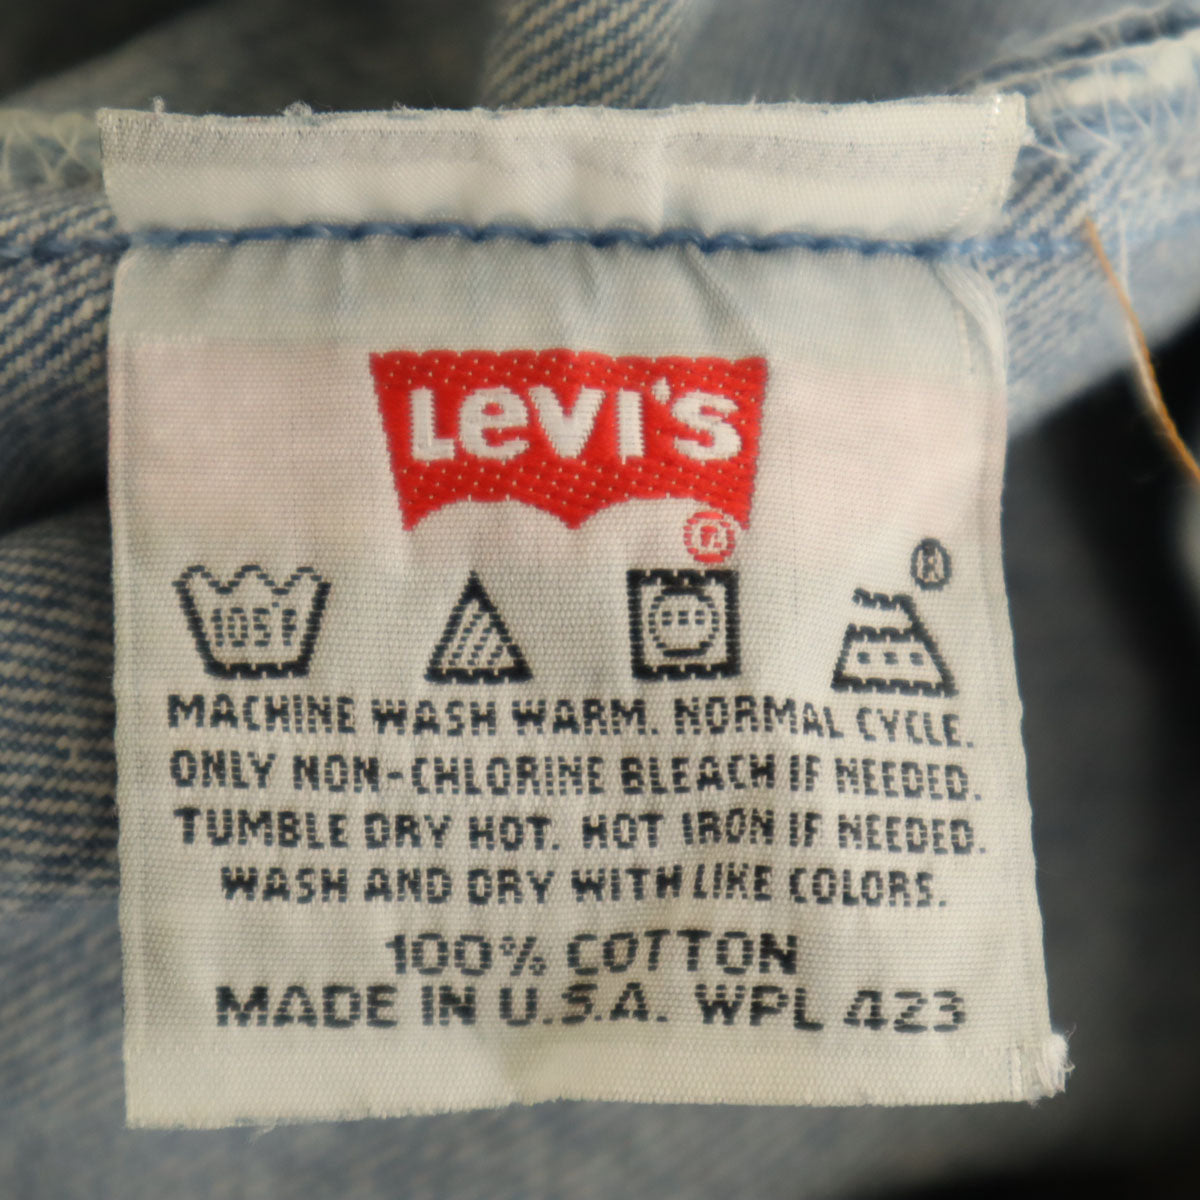 Levi's
®
®
105°F
MACHINE WASH WARM. NORMAL CYCLE.
ONLY NON-CHLORINE BLEACH IF NEEDED.
TUMBLE DRY HOT. HOT IRON IF NEEDED.
WASH AND DRY WITH LIKE COLORS.
100% COTTON
MADE IN U.S.A. WPL 423